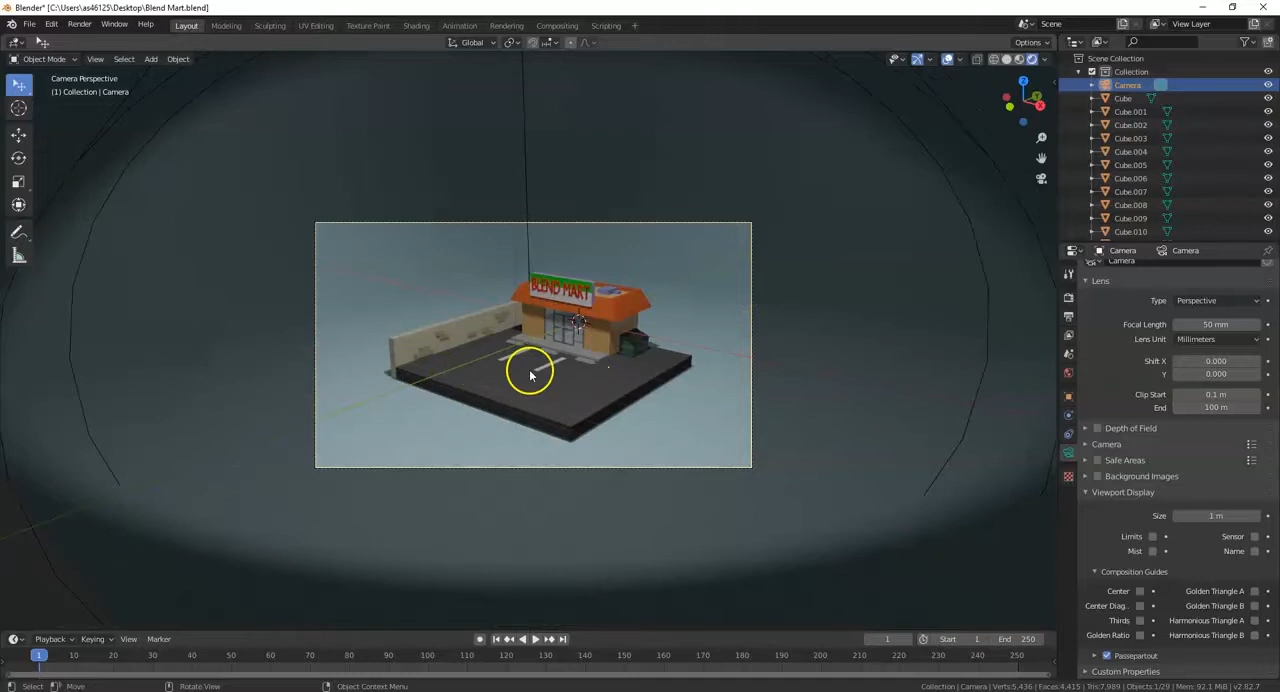 Blender* [C:\Users\as46125\Desktop\Blend Mart.blend]
File Edit Render Window Help Layout Modeling Sculpting UV Editing Texture Paint Shading Animation Rendering Compositing Scripting + Scene View Layer
Global Options
Object Mode View Select Add Object
Camera Perspective
(1) Collection | Camera
Scene Collection
Collection
Camera
Cube
Cube.001
Cube.002
Cube.003
Cube.004
Cube.005
Cube.006
Cube.007
Cube.008
Cube.009
Cube.010
Z
Y
X
BLEND MART
Camera Camera
Camera
Lens
Type Perspective
Focal Length 50 mm
Lens Unit Millimeters
Shift X 0.000
Y 0.000
Clip Start 0.1 m
End 100 m
Depth of Field
Camera
Safe Areas
Background Images
Viewport Display
Size 1 m
Limits Sensor
Mist Name
Composition Guides
Center Golden Triangle A
Center Diag.. Golden Triangle B
Thirds Harmonious Triangle A
Golden Ratio Harmonious Triangle B
Passepartout
Custom Properties
Playback Keying View Marker 1 Start 1 End 250
1 10 20 30 40 50 60 70 80 90 100 110 120 130 140 150 160 170 180 190 200 210 220 230 240 250
Select Move Rotate View Object Context Menu Collection | Camera | Verts:5,436 | Faces:4,415 | Tris:7,989 | Objects:1/29 | Mem: 92.1 MiB | v2.82.7